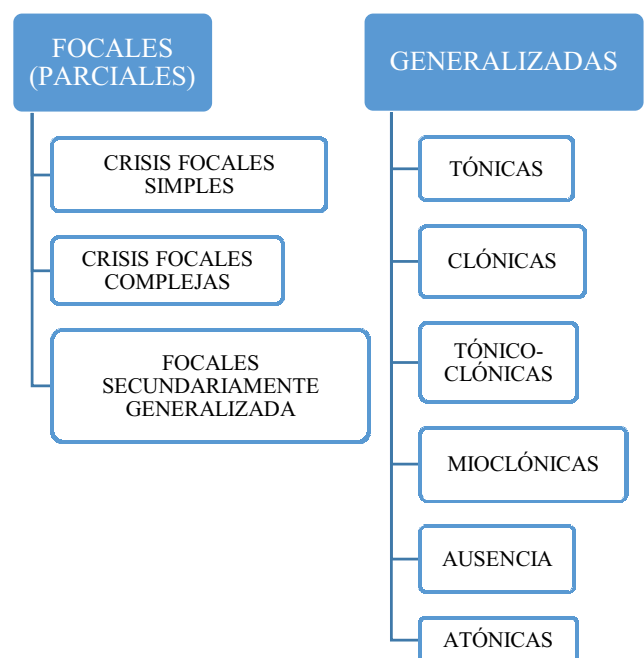 FOCALES
(PARCIALES)
CRISIS FOCALES
SIMPLES
CRISIS FOCALES
COMPLEJAS
FOCALES
SECUNDARIAMENTE
GENERALIZADA
GENERALIZADAS
TÓNICAS
CLÓNICAS
TÓNICO-
CLÓNICAS
MIOCLÓNICAS
AUSENCIA
ATÓNICAS